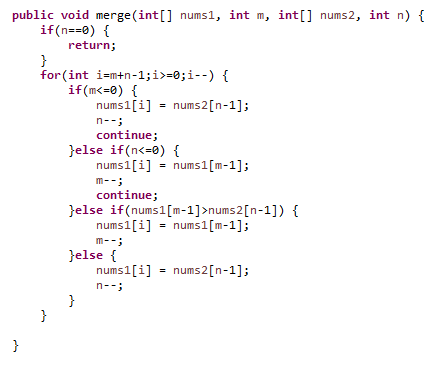 public void merge(int[] nums1, int m, int[] nums2, int n) {
    if(n==0) {
        return;
    }
    for(int i=m+n-1;i>=0;i--) {
        if(m<=0) {
            nums1[i] = nums2[n-1];
            n--;
            continue;
        }else if(n<=0) {
            nums1[i] = nums1[m-1];
            m--;
            continue;
        }else if(nums1[m-1]>nums2[n-1]) {
            nums1[i] = nums1[m-1];
            m--;
        }else {
            nums1[i] = nums2[n-1];
            n--;
        }
    }

}